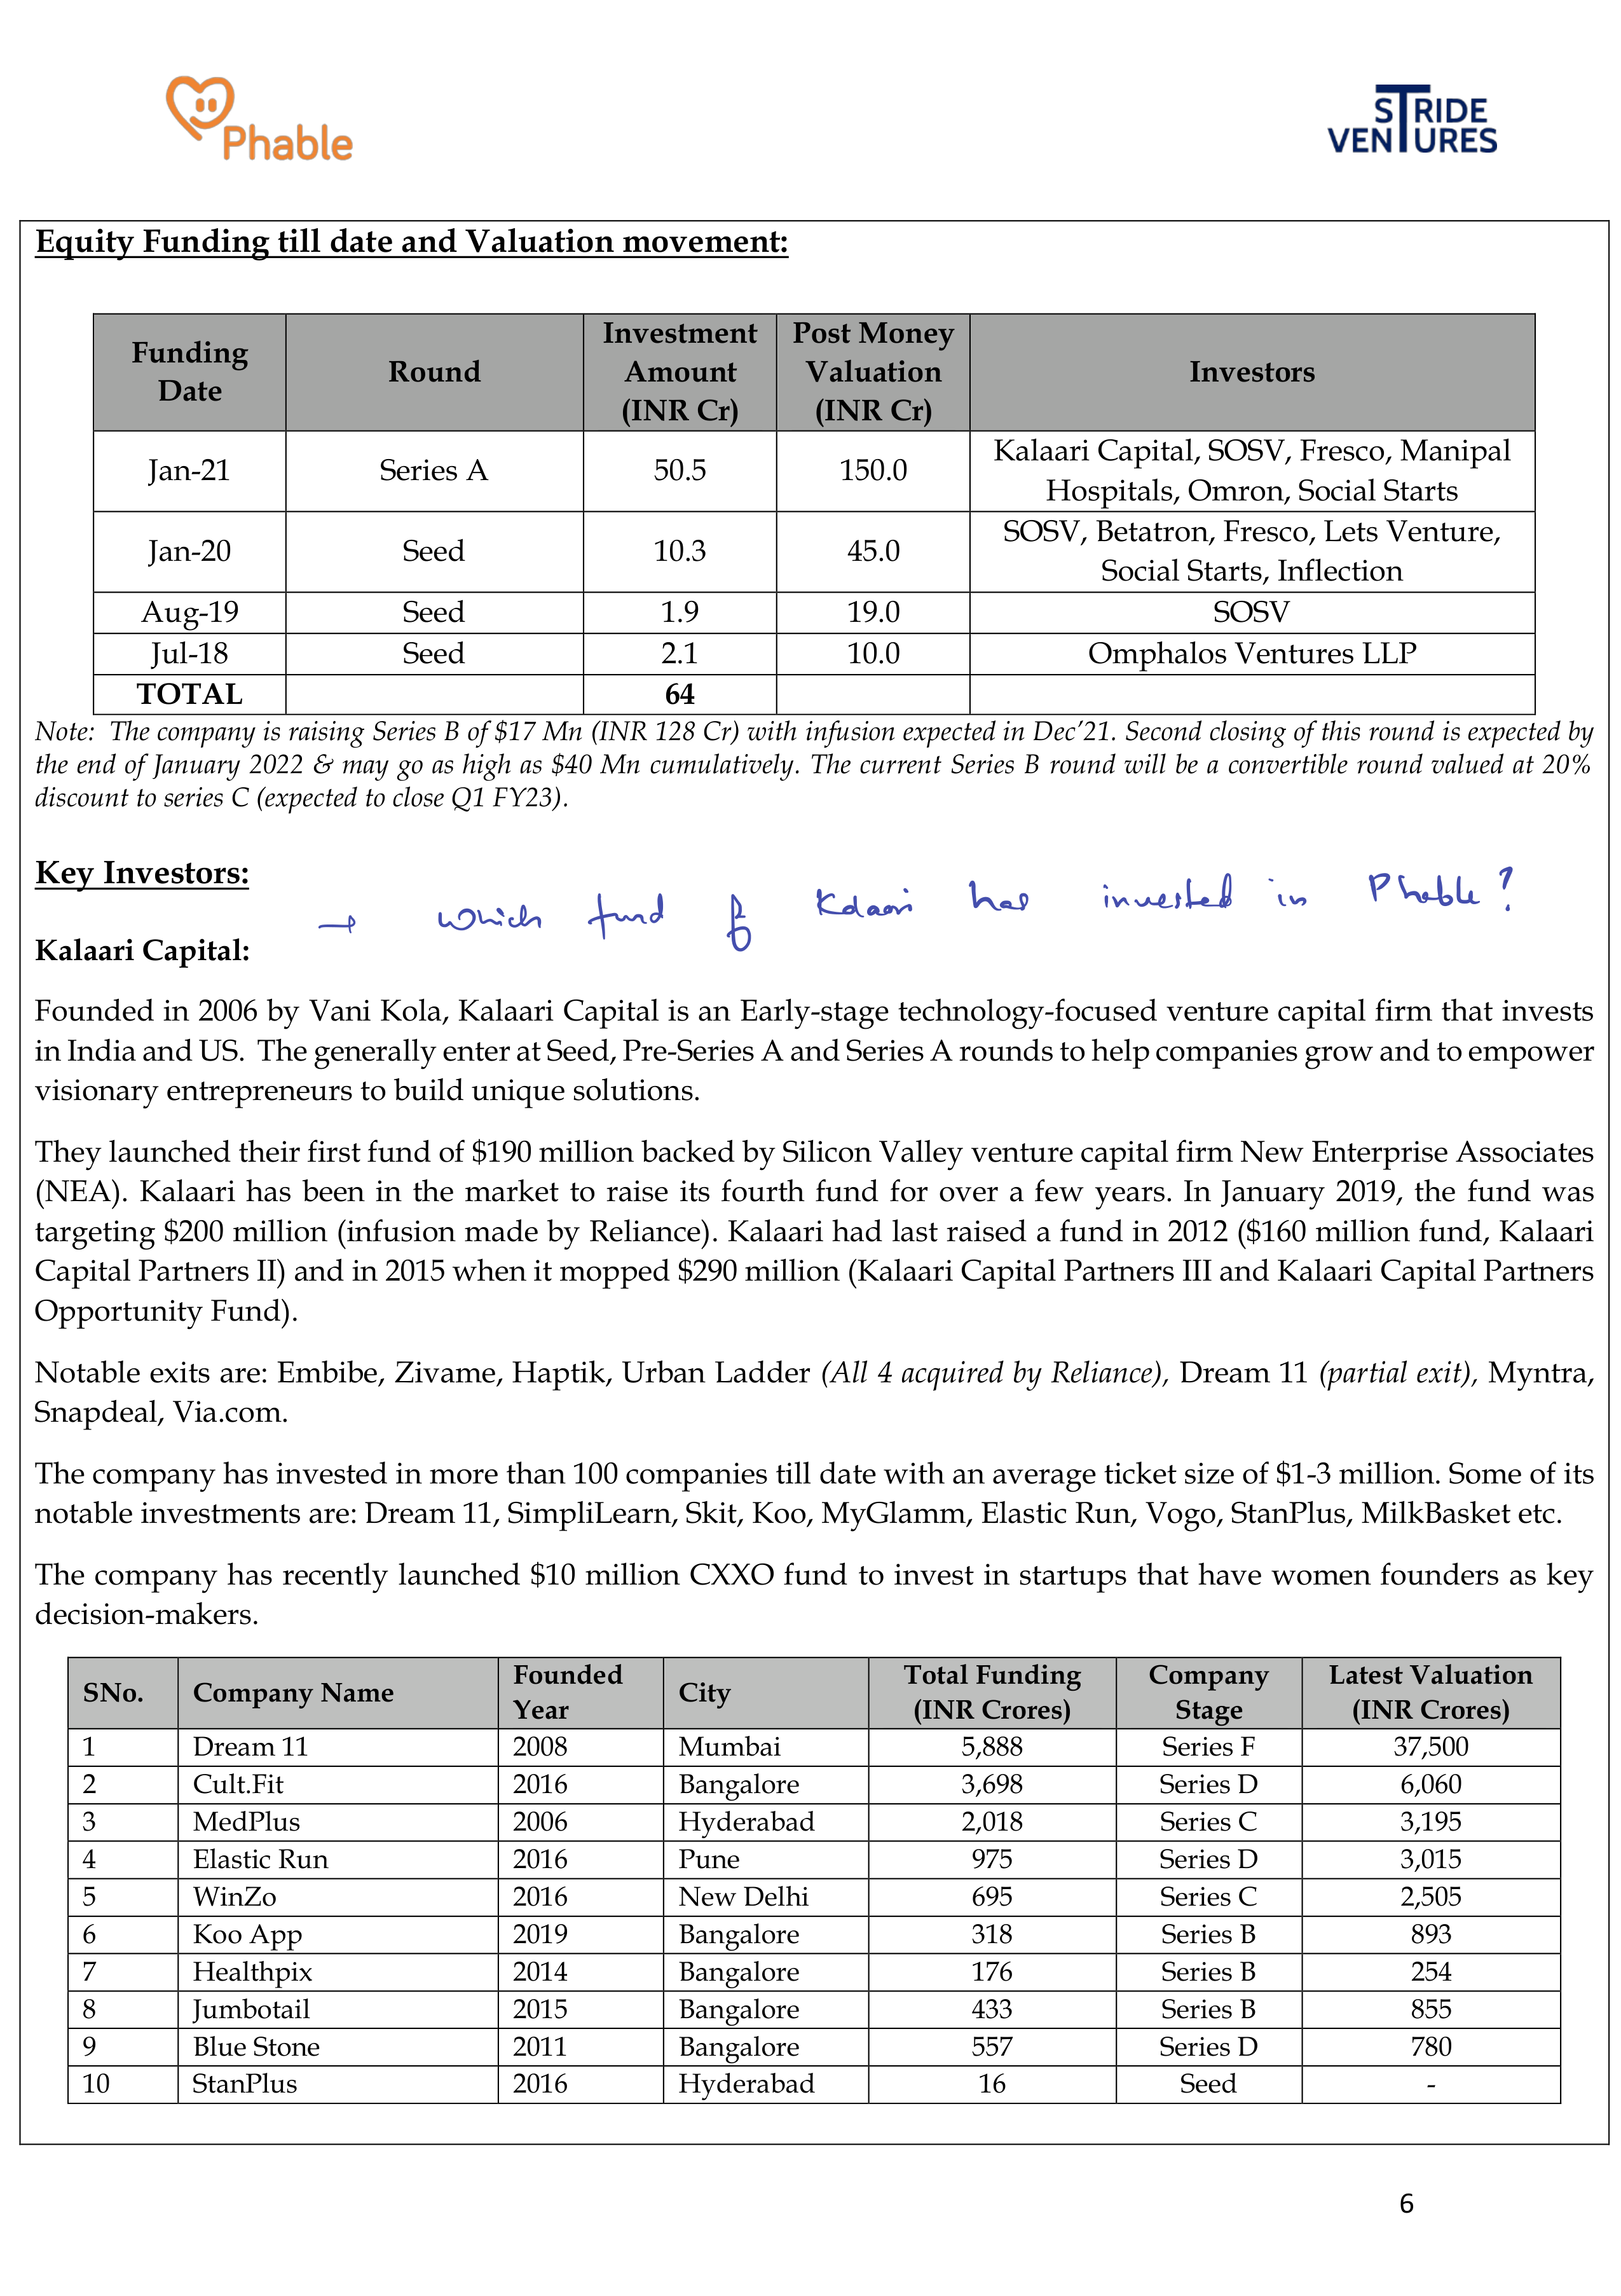 Phable
STRIDE
VENTURES
Equity Funding till date and Valuation movement:
Funding Date | Round | Investment Amount (INR Cr) | Post Money Valuation (INR Cr) | Investors
Jan-21 | Series A | 50.5 | 150.0 | Kalaari Capital, SOSV, Fresco, Manipal Hospitals, Omron, Social Starts
Jan-20 | Seed | 10.3 | 45.0 | SOSV, Betatron, Fresco, Lets Venture, Social Starts, Inflection
Aug-19 | Seed | 1.9 | 19.0 | SOSV
Jul-18 | Seed | 2.1 | 10.0 | Omphalos Ventures LLP
TOTAL | | 64 | |
Note: The company is raising Series B of $17 Mn (INR 128 Cr) with infusion expected in Dec’21. Second closing of this round is expected by
the end of January 2022 & may go as high as $40 Mn cumulatively. The current Series B round will be a convertible round valued at 20%
discount to series C (expected to close Q1 FY23).
Key Investors:
→ which fund of Kalaari has invested in Phable?
Kalaari Capital:
Founded in 2006 by Vani Kola, Kalaari Capital is an Early-stage technology-focused venture capital firm that invests
in India and US. The generally enter at Seed, Pre-Series A and Series A rounds to help companies grow and to empower
visionary entrepreneurs to build unique solutions.
They launched their first fund of $190 million backed by Silicon Valley venture capital firm New Enterprise Associates
(NEA). Kalaari has been in the market to raise its fourth fund for over a few years. In January 2019, the fund was
targeting $200 million (infusion made by Reliance). Kalaari had last raised a fund in 2012 ($160 million fund, Kalaari
Capital Partners II) and in 2015 when it mopped $290 million (Kalaari Capital Partners III and Kalaari Capital Partners
Opportunity Fund).
Notable exits are: Embibe, Zivame, Haptik, Urban Ladder (All 4 acquired by Reliance), Dream 11 (partial exit), Myntra,
Snapdeal, Via.com.
The company has invested in more than 100 companies till date with an average ticket size of $1-3 million. Some of its
notable investments are: Dream 11, SimpliLearn, Skit, Koo, MyGlamm, Elastic Run, Vogo, StanPlus, MilkBasket etc.
The company has recently launched $10 million CXXO fund to invest in startups that have women founders as key
decision-makers.
SNo. | Company Name | Founded Year | City | Total Funding (INR Crores) | Company Stage | Latest Valuation (INR Crores)
1 | Dream 11 | 2008 | Mumbai | 5,888 | Series F | 37,500
2 | Cult.Fit | 2016 | Bangalore | 3,698 | Series D | 6,060
3 | MedPlus | 2006 | Hyderabad | 2,018 | Series C | 3,195
4 | Elastic Run | 2016 | Pune | 975 | Series D | 3,015
5 | WinZo | 2016 | New Delhi | 695 | Series C | 2,505
6 | Koo App | 2019 | Bangalore | 318 | Series B | 893
7 | Healthpix | 2014 | Bangalore | 176 | Series B | 254
8 | Jumbotail | 2015 | Bangalore | 433 | Series B | 855
9 | Blue Stone | 2011 | Bangalore | 557 | Series D | 780
10 | StanPlus | 2016 | Hyderabad | 16 | Seed | -
6